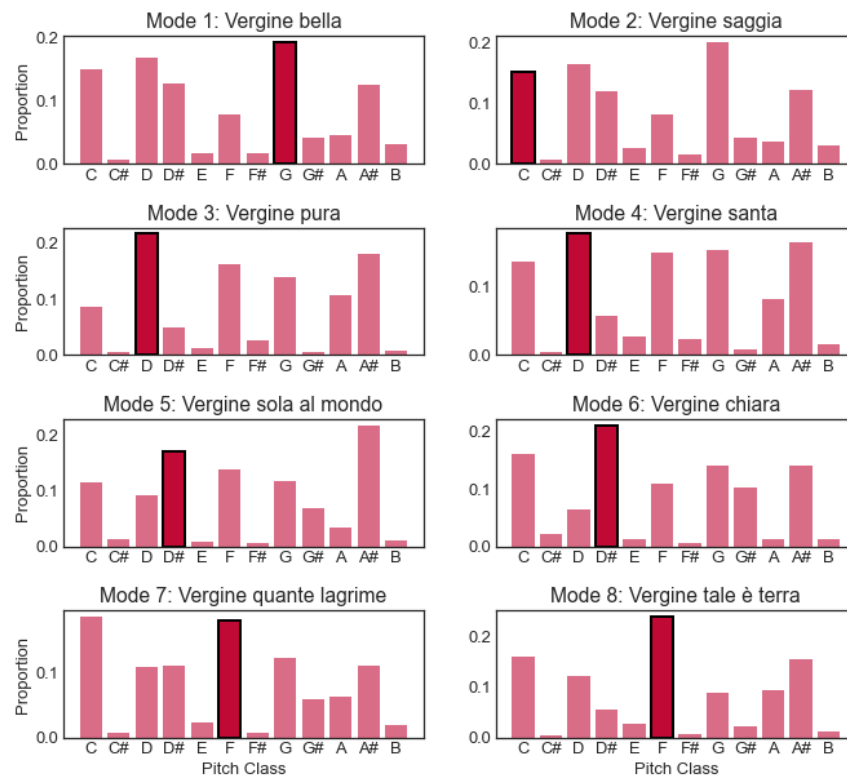 Mode 1: Vergine bella
Proportion
0.2
0.1
0.0
C C# D D# E F F# G G# A A# B
Mode 2: Vergine saggia
0.2
0.1
0.0
C C# D D# E F F# G G# A A# B
Mode 3: Vergine pura
Proportion
0.2
0.1
0.0
C C# D D# E F F# G G# A A# B
Mode 4: Vergine santa
0.1
0.0
C C# D D# E F F# G G# A A# B
Mode 5: Vergine sola al mondo
Proportion
0.2
0.1
0.0
C C# D D# E F F# G G# A A# B
Mode 6: Vergine chiara
0.2
0.1
0.0
C C# D D# E F F# G G# A A# B
Mode 7: Vergine quante lagrime
Proportion
0.1
0.0
C C# D D# E F F# G G# A A# B
Pitch Class
Mode 8: Vergine tale è terra
0.2
0.1
0.0
C C# D D# E F F# G G# A A# B
Pitch Class